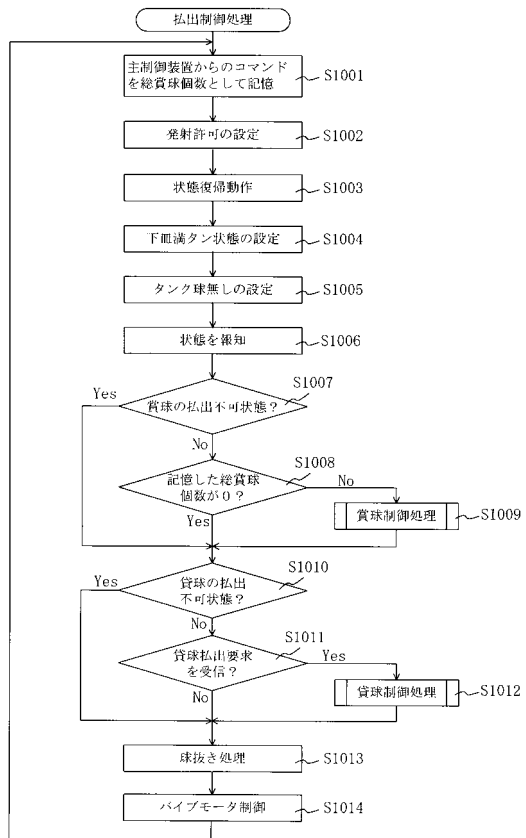 払出制御処理
主制御装置からのコマンド
を総賞球個数として記憶
S1001
発射許可の設定
S1002
状態復帰動作
S1003
下皿満タン状態の設定
S1004
タンク球無しの設定
S1005
状態を報知
S1006
S1007
Yes
賞球の払出不可状態？
No
S1008
記憶した総賞球
個数が０？
No
Yes
賞球制御処理
S1009
S1010
Yes
貸球の払出
不可状態？
No
S1011
貸球払出要求
を受信？
Yes
No
貸球制御処理
S1012
球抜き処理
S1013
バイブモータ制御
S1014